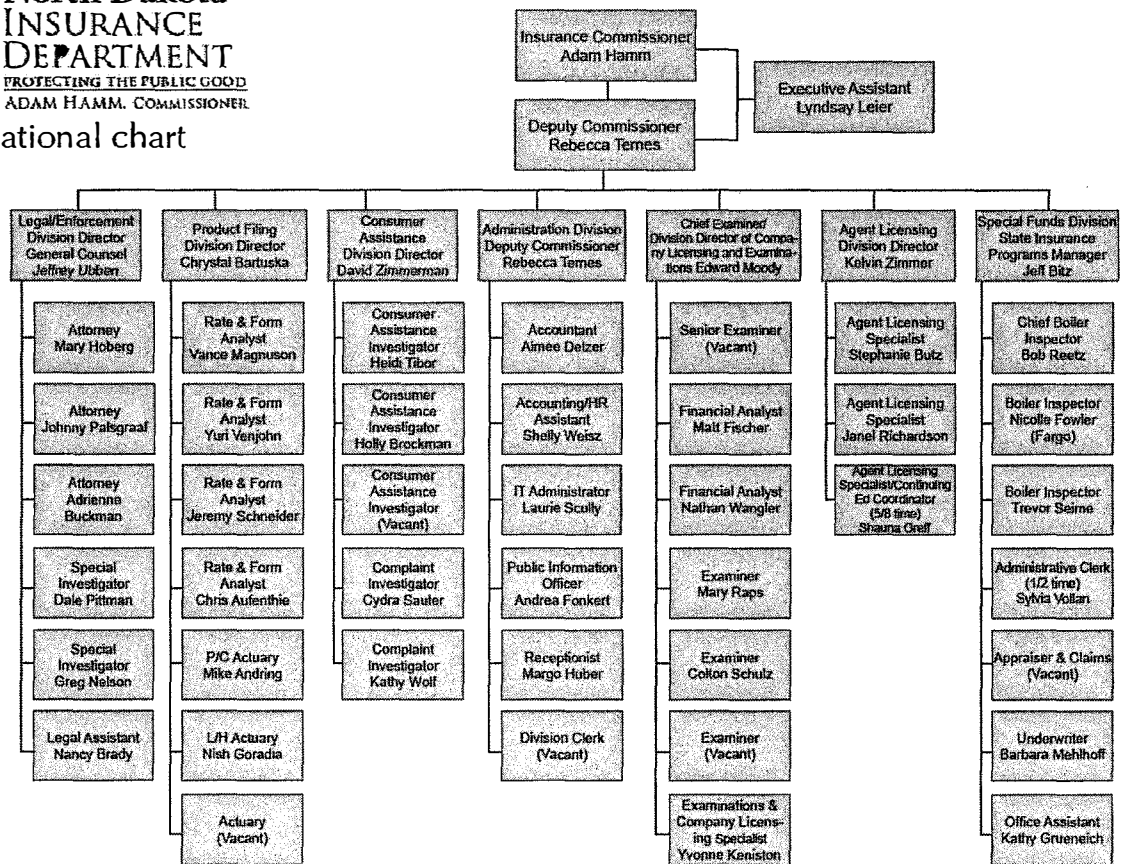 North Dakota
INSURANCE
DEPARTMENT
PROTECTING THE PUBLIC GOOD
ADAM HAMM, COMMISSIONER
ational chart
Insurance Commissioner
Adam Hamm
Executive Assistant
Lyndsay Leier
Deputy Commissioner
Rebecca Ternes
Legal/Enforcement
Division Director
General Counsel
Jeffrey Ubben
Attorney
Mary Hoberg
Attorney
Johnny Palsgraaf
Attorney
Adrienne
Buckman
Special
Investigator
Dale Pittman
Special
Investigator
Greg Nelson
Legal Assistant
Nancy Brady
Product Filing
Division Director
Chrystal Bartuska
Rate & Form
Analyst
Vance Magnuson
Rate & Form
Analyst
Yuri Venjohn
Rate & Form
Analyst
Jeremy Schneider
Rate & Form
Analyst
Chris Aufenthie
P/C Actuary
Mike Andring
L/H Actuary
Nish Goradia
Actuary
(Vacant)
Consumer
Assistance
Division Director
David Zimmerman
Consumer
Assistance
Investigator
Heidi Tibor
Consumer
Assistance
Investigator
Holly Brockman
Consumer
Assistance
Investigator
(Vacant)
Complaint
Investigator
Cydra Sauter
Complaint
Investigator
Kathy Wolf
Administration Division
Deputy Commissioner
Rebecca Ternes
Accountant
Aimee Delzer
Accounting/HR
Assistant
Shelly Weisz
IT Administrator
Laurie Scully
Public Information
Officer
Andrea Fonkert
Receptionist
Margo Huber
Division Clerk
(Vacant)
Chief Examiner/
Division Director of Compa-
ny Licensing and Examina-
tions Edward Moody
Senior Examiner
(Vacant)
Financial Analyst
Matt Fischer
Financial Analyst
Nathan Wangler
Examiner
Mary Raps
Examiner
Colton Schulz
Examiner
(Vacant)
Examinations &
Company Licens-
ing Specialist
Yvonne Keniston
Agent Licensing
Division Director
Kelvin Zimmer
Agent Licensing
Specialist
Stephanie Butz
Agent Licensing
Specialist
Janel Richardson
Agent Licensing
Specialist/Continuing
Ed Coordinator
(5/8 time)
Shauna Greff
Special Funds Division
State Insurance
Programs Manager
Jeff Bitz
Chief Boiler
Inspector
Bob Reetz
Boiler Inspector
Nicolle Fowler
(Fargo)
Boiler Inspector
Trevor Seime
Administrative Clerk
(1/2 time)
Sylvia Vollan
Appraiser & Claims
(Vacant)
Underwriter
Barbara Mehlhoff
Office Assistant
Kathy Grueneich